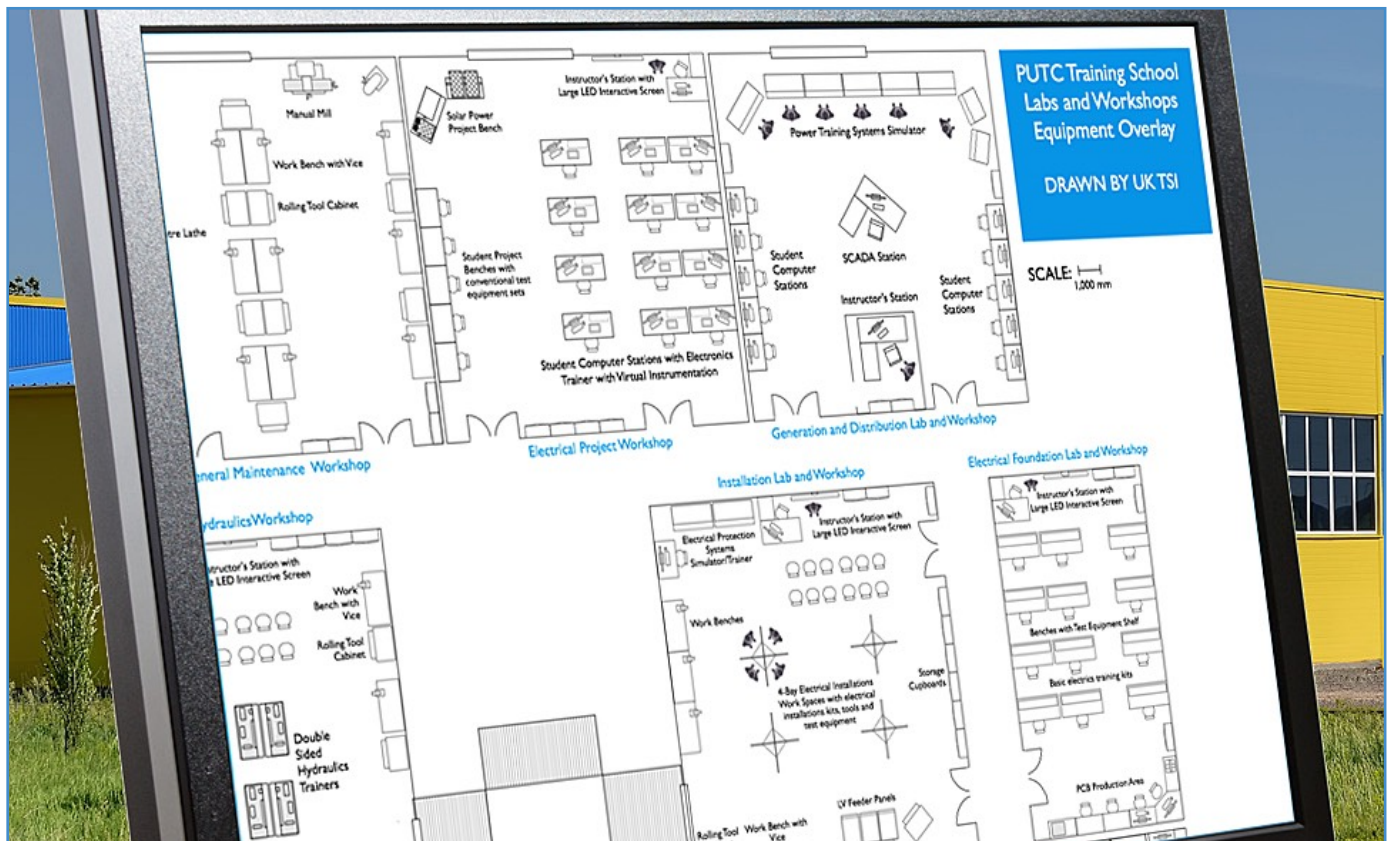 PUTC Training School
Labs and Workshops
Equipment Overlay
DRAWN BY UK TSI
SCALE:
1,000 mm
Manual Mill
Work Bench with Vice
Rolling Tool Cabinet
tre Lathe
eneral Maintenance Workshop
Solar Power
Project Bench
Instructor's Station with
Large LED Interactive Screen
Student Project
Benches with
conventional test
equipment sets
Student Computer Stations with Electronics
Trainer with Virtual Instrumentation
Electrical Project Workshop
Power Training Systems Simulator
SCADA Station
Student
Computer
Stations
Instructor's Station
Student
Computer
Stations
Generation and Distribution Lab and Workshop
ydraulics Workshop
structor's Station with
e LED Interactive Screen
Work
Bench with
Vice
Rolling Tool
Cabinet
Double
Sided
Hydraulics
Trainers
Installation Lab and Workshop
Electrical Protection
Systems
Simulator/Trainer
Instructor's Station with
Large LED Interactive Screen
Work Benches
4-Bay Electrical Installations
Work Spaces with electrical
installations kits, tools and
test equipment
Storage
Cupboards
LV Feeder Panels
Rolling Tool
Work Bench with
Vice
Electrical Foundation Lab and Workshop
Instructor's Station with
Large LED Interactive Screen
Benches with Test Equipment Shelf
Basic electrics training kits
PCB Production Area